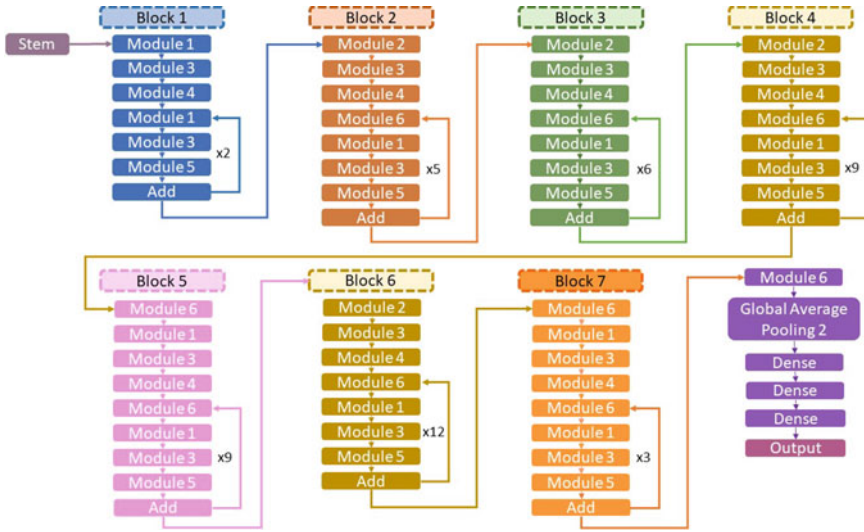 Block 1
Stem
Module 1
Module 3
Module 4
Module 1
Module 3
Module 5
Add
x2
Block 2
Module 2
Module 3
Module 4
Module 6
Module 1
Module 3
Module 5
Add
x5
Block 3
Module 2
Module 3
Module 4
Module 6
Module 1
Module 3
Module 5
Add
x6
Block 4
Module 2
Module 3
Module 4
Module 6
Module 1
Module 3
Module 5
Add
x9
Block 5
Module 6
Module 1
Module 3
Module 4
Module 6
Module 1
Module 3
Module 5
Add
x9
Block 6
Module 2
Module 3
Module 4
Module 6
Module 1
Module 3
Module 5
Add
x12
Block 7
Module 6
Module 1
Module 3
Module 4
Module 6
Module 1
Module 3
Module 5
Add
x3
Module 6
Global Average
Pooling 2
Dense
Dense
Dense
Output